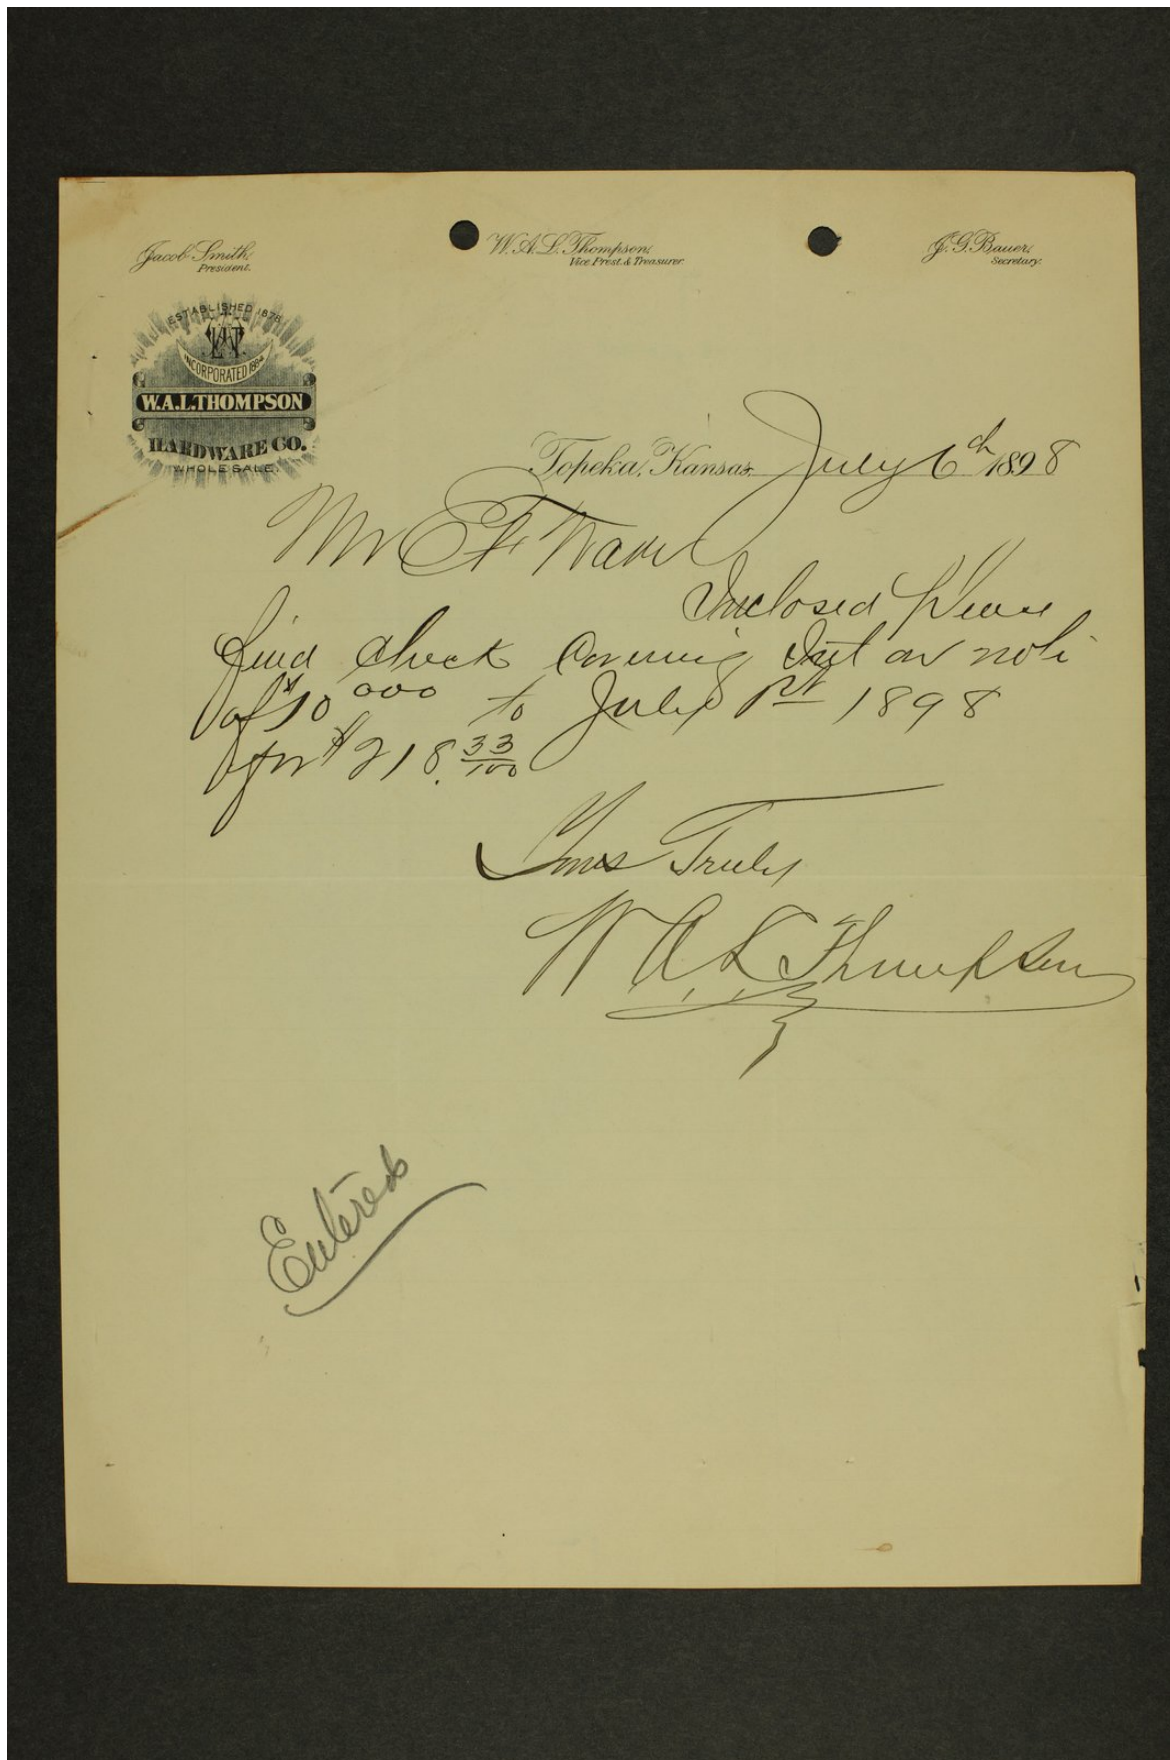 Jacob Smith, President.
W.A.L. Thompson, Vice Prest. & Treasurer.
J.G. Bauer, Secretary.
ESTABLISHED 1878
WALT
INCORPORATED 1884
W.A.L. THOMPSON
HARDWARE CO.
WHOLESALE.
Topeka, Kansas. July 6th 1898
Mr E F Ware
Inclosed Please
find Check Covering Int on note
of $10 000 to July 1st 1898
for $218.33/100
Yours Truly
W A L Thompson
Entered